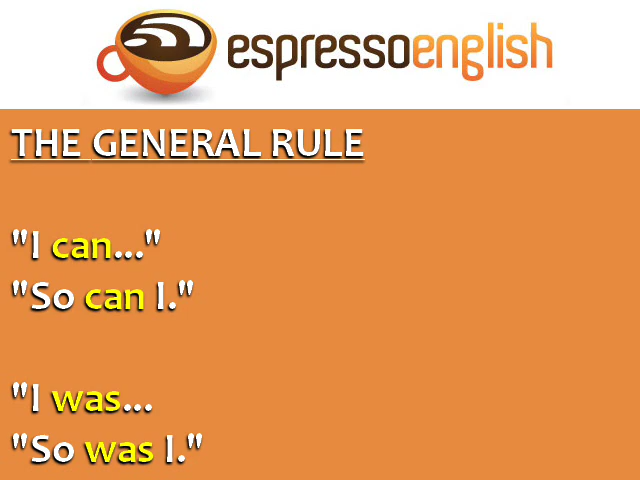 espressoenglish
THE GENERAL RULE
"I can..."
"So can I."
"I was...
"So was I."